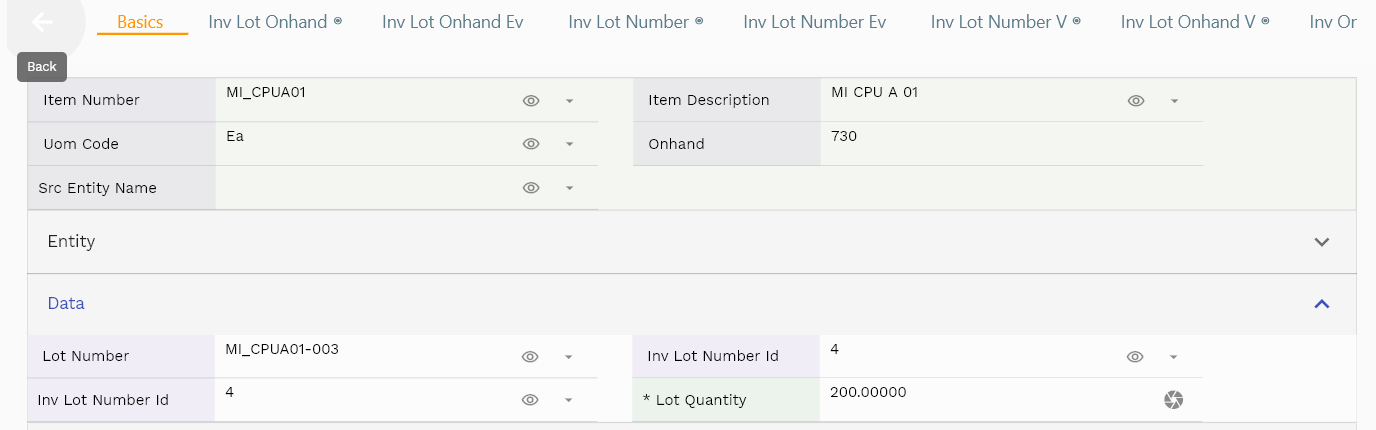 Basics Inv Lot Onhand Inv Lot Onhand Ev Inv Lot Number Inv Lot Number Ev Inv Lot Number V Inv Lot Onhand V Inv Or
Back
Item Number MI_CPUA01 Item Description MI CPU A 01
Uom Code Ea Onhand 730
Src Entity Name
Entity
Data
Lot Number MI_CPUA01-003 Inv Lot Number Id 4
Inv Lot Number Id 4 * Lot Quantity 200.00000